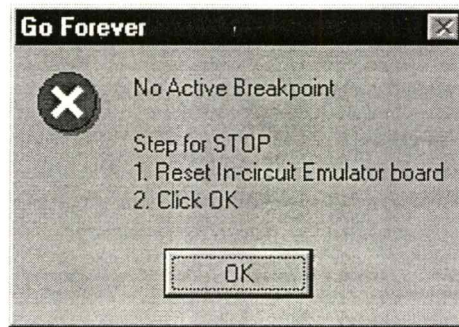 Go Forever
No Active Breakpoint
Step for STOP
1. Reset In-circuit Emulator board
2. Click OK
OK